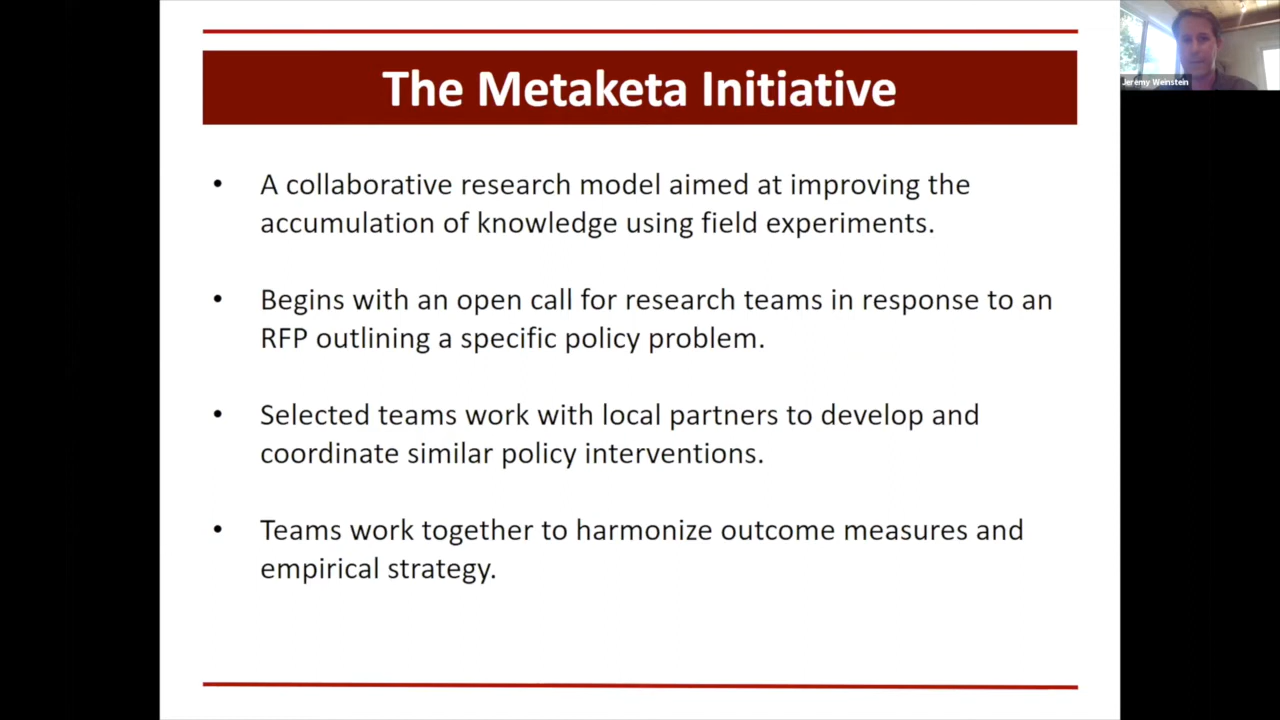 The Metaketa Initiative
• A collaborative research model aimed at improving the
accumulation of knowledge using field experiments.
• Begins with an open call for research teams in response to an
RFP outlining a specific policy problem.
• Selected teams work with local partners to develop and
coordinate similar policy interventions.
• Teams work together to harmonize outcome measures and
empirical strategy.
Jeremy Weinstein